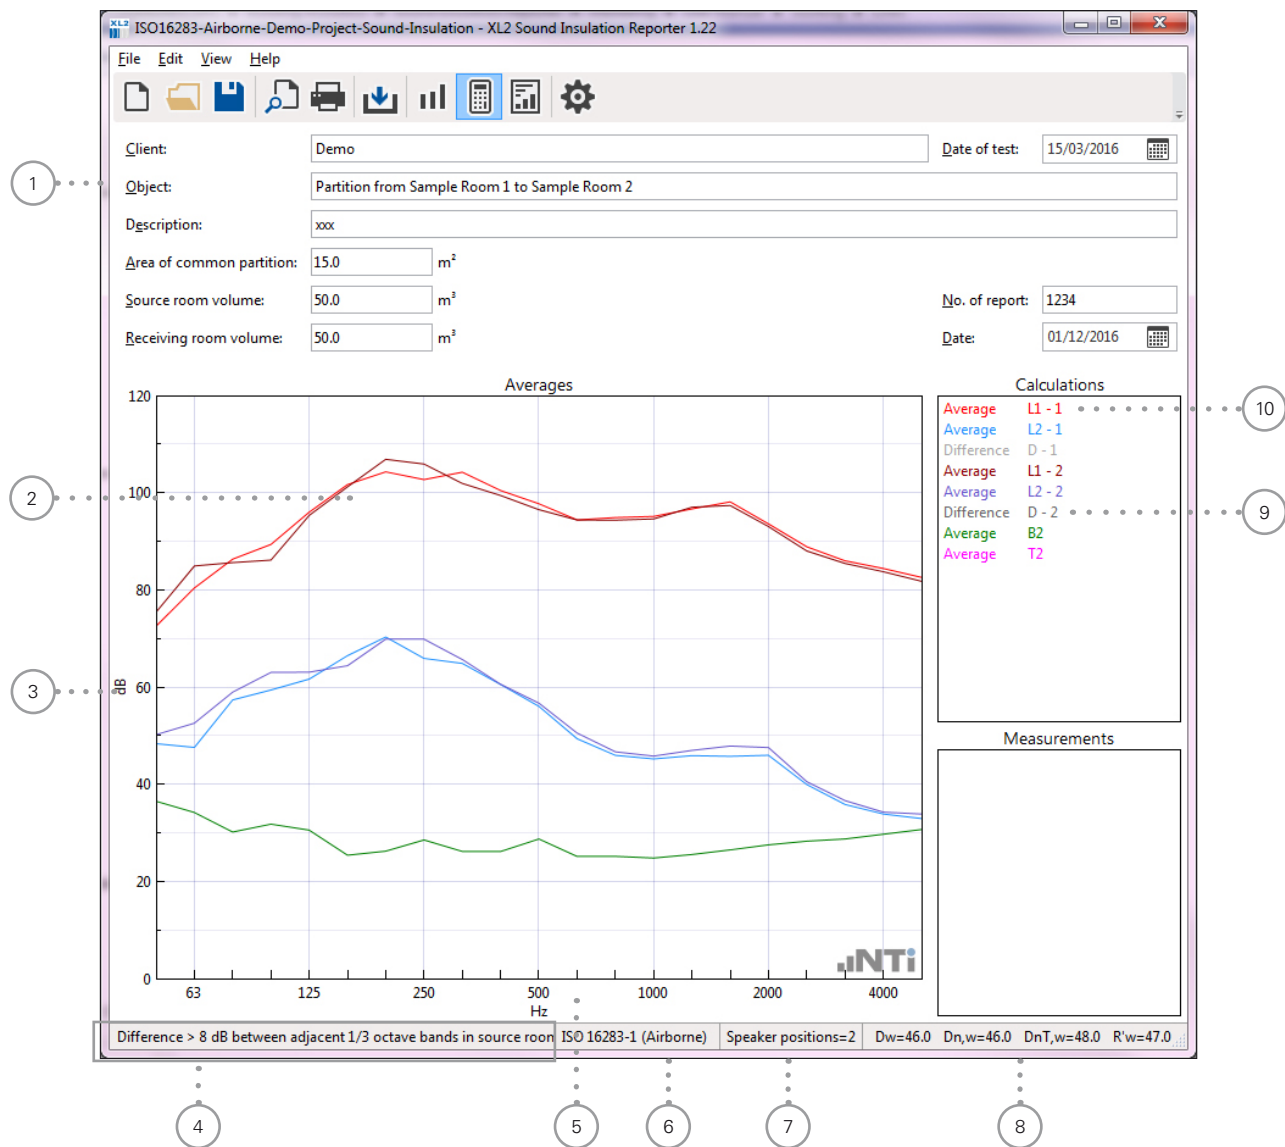 XL2
ISO16283-Airborne-Demo-Project-Sound-Insulation - XL2 Sound Insulation Reporter 1.22
File Edit View Help
Client: Demo Date of test: 15/03/2016
1
Object: Partition from Sample Room 1 to Sample Room 2
Description: xxx
Area of common partition: 15.0 m²
Source room volume: 50.0 m³ No. of report: 1234
Receiving room volume: 50.0 m³ Date: 01/12/2016
Averages
Calculations
120
100
80
60
40
20
0
dB
63 125 250 500 1000 2000 4000
Hz
NTi
Average L1 - 1
Average L2 - 1
Difference D - 1
Average L1 - 2
Average L2 - 2
Difference D - 2
Average B2
Average T2
Measurements
10
2
9
3
Difference > 8 dB between adjacent 1/3 octave bands in source room ISO 16283-1 (Airborne) Speaker positions=2 Dw=46.0 Dn,w=46.0 DnT,w=48.0 R'w=47.0
4 5 6 7 8